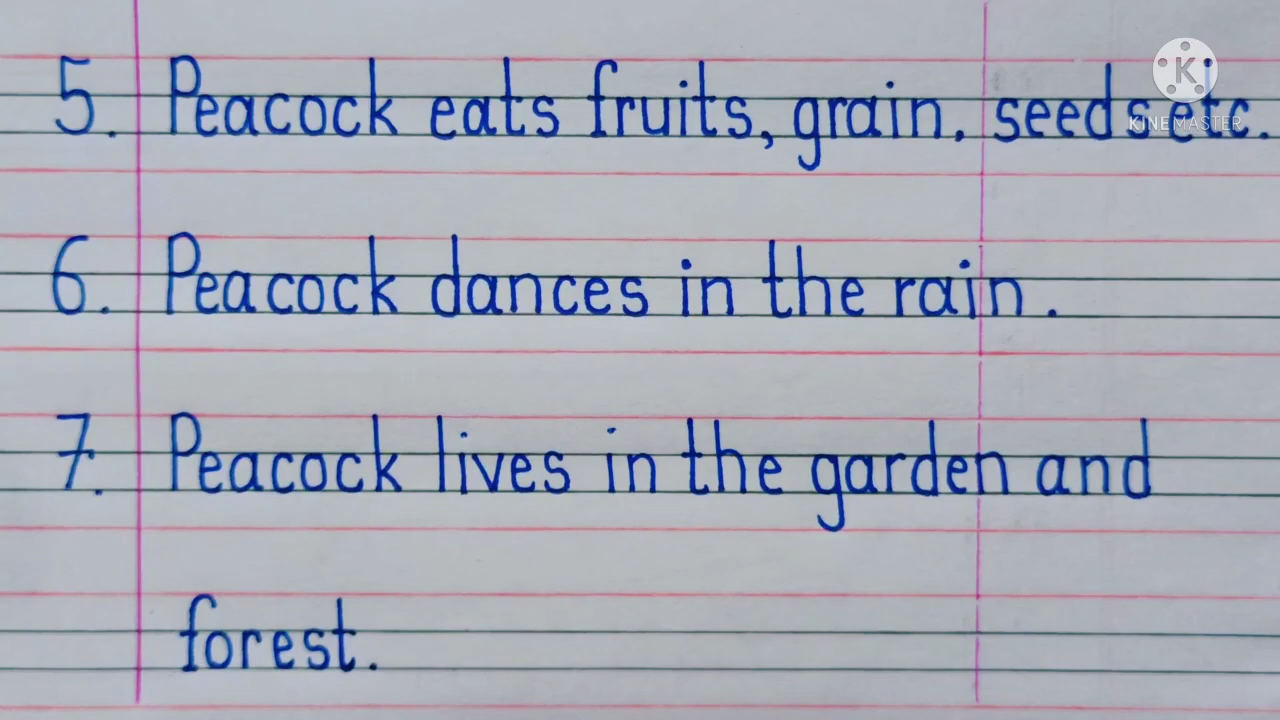 5. Peacock eats fruits, grain, seeds etc.
KINEMASTER
6. Peacock dances in the rain.
7. Peacock lives in the garden and
forest.